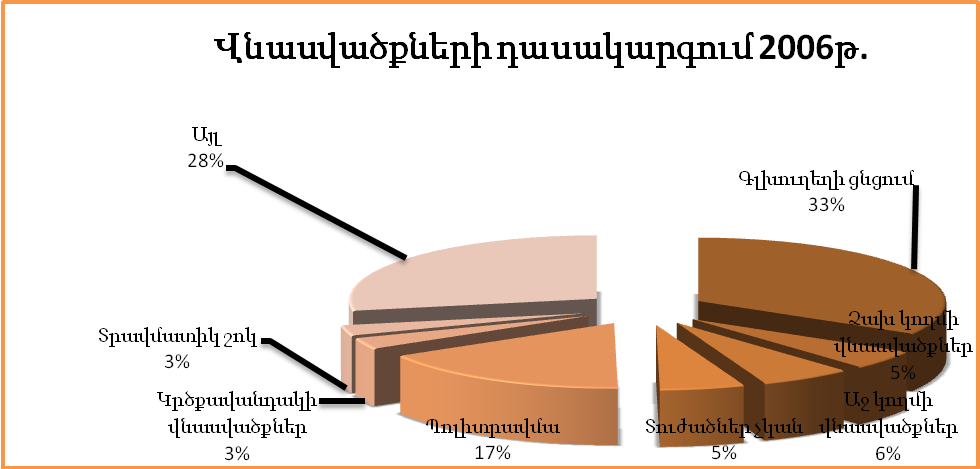 Վնասվածքների դասակարգում 2006թ.
Այլ
28%
Գլխուղեղի ցնցում
33%
Ձախ կողմի
վնասվածքներ
5%
Աջ կողմի
վնասվածքներ
6%
Տուժածներ չկան
5%
Պոլիտրավմա
17%
Կրծքավանդակի
վնասվածքներ
3%
Տրավմատիկ շոկ
3%